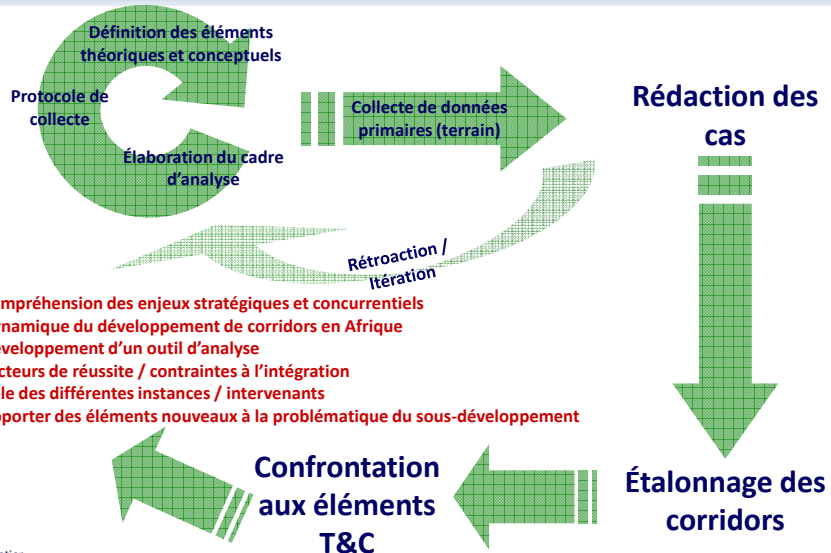 Définition des éléments
théoriques et conceptuels
Protocole de
collecte
Élaboration du cadre
d'analyse
Collecte de données
primaires (terrain)
Rédaction des
cas
Rétroaction /
Itération
mpréhension des enjeux stratégiques et concurrentiels
namique du développement de corridors en Afrique
veloppement d'un outil d'analyse
cteurs de réussite / contraintes à l'intégration
le des différentes instances / intervenants
porter des éléments nouveaux à la problématique du sous-développement
Confrontation
aux éléments
T&C
Étalonnage des
corridors